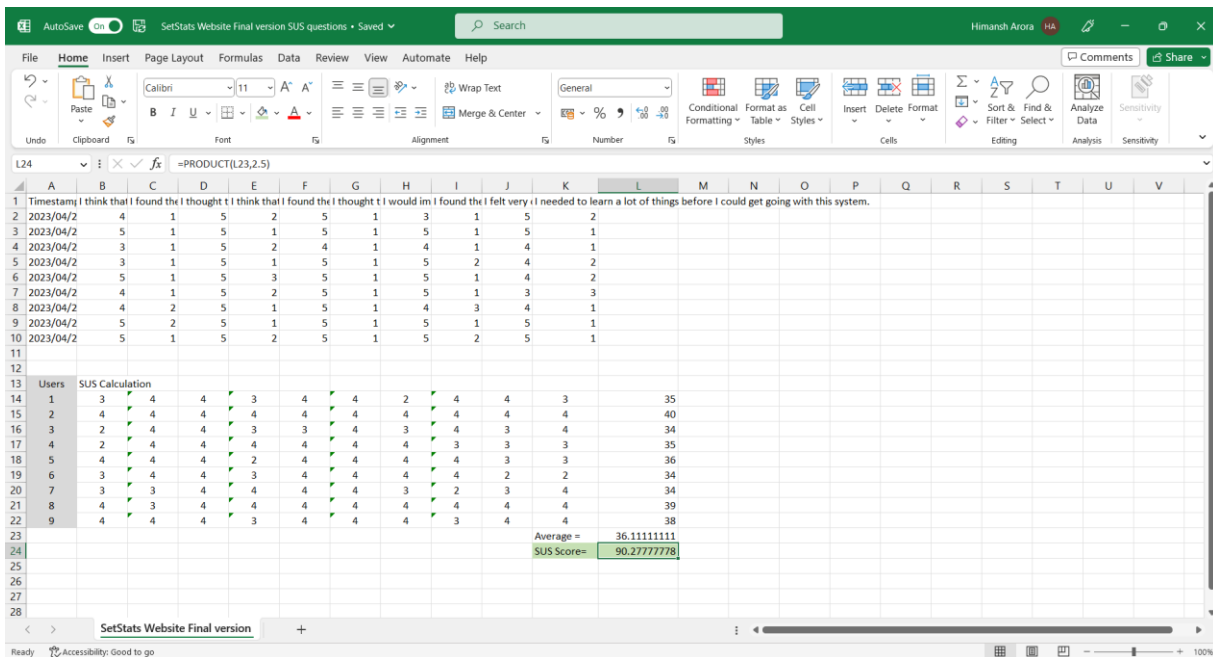 AutoSave On SetStats Website Final version SUS questions • Saved Search Himansh Arora HA
File Home Insert Page Layout Formulas Data Review View Automate Help Comments Share
Paste Calibri 11 A^ A˅ Wrap Text General Conditional Format as Cell Insert Delete Format Sort & Find & Analyze Sensitivity
B I U A Merge & Center % 9 Formatting Table Styles Filter Select Data
Undo Clipboard Font Alignment Number Styles Cells Editing Analysis Sensitivity
L24 fx =PRODUCT(L23,2.5)
A B C D E F G H I J K L M N O P Q R S T U V
1 Timestam I think that I found the I thought t I think that I found the I thought t I would im I found the I felt very I needed to learn a lot of things before I could get going with this system.
2 2023/04/2 4 1 5 2 5 1 3 1 5 2
3 2023/04/2 5 1 5 1 5 1 5 1 5 1
4 2023/04/2 3 1 5 2 4 1 4 1 4 1
5 2023/04/2 3 1 5 1 5 1 5 2 4 2
6 2023/04/2 5 1 5 3 5 1 5 1 4 2
7 2023/04/2 4 1 5 2 5 1 5 1 3 3
8 2023/04/2 4 2 5 1 5 1 4 3 4 1
9 2023/04/2 5 2 5 1 5 1 5 1 5 1
10 2023/04/2 5 1 5 2 5 1 5 2 5 1
11
12
13 Users SUS Calculation
14 1 3 4 4 3 4 4 2 4 4 3 35
15 2 4 4 4 4 4 4 4 4 4 4 40
16 3 2 4 4 3 3 4 3 4 3 4 34
17 4 2 4 4 4 4 4 4 3 3 3 35
18 5 4 4 4 2 4 4 4 4 3 3 36
19 6 3 4 4 3 4 4 4 4 2 2 34
20 7 3 3 4 4 4 4 3 2 3 4 34
21 8 4 3 4 4 4 4 4 4 4 4 39
22 9 4 4 4 3 4 4 4 3 4 4 38
23 Average = 36.11111111
24 SUS Score= 90.27777778
25
26
27
28
SetStats Website Final version +
Ready Accessibility: Good to go 100%